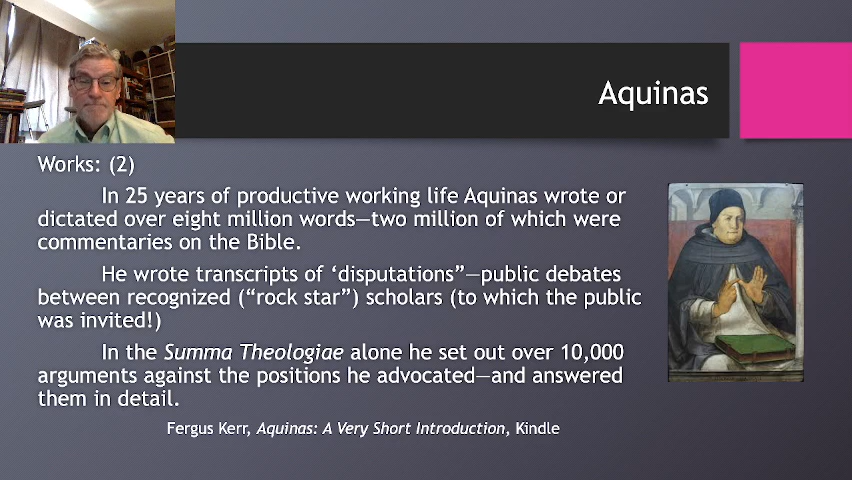 Aquinas
Works: (2)
In 25 years of productive working life Aquinas wrote or
dictated over eight million words—two million of which were
commentaries on the Bible.
He wrote transcripts of ‘disputations”—public debates
between recognized (“rock star”) scholars (to which the public
was invited!)
In the Summa Theologiae alone he set out over 10,000
arguments against the positions he advocated—and answered
them in detail.
Fergus Kerr, Aquinas: A Very Short Introduction, Kindle